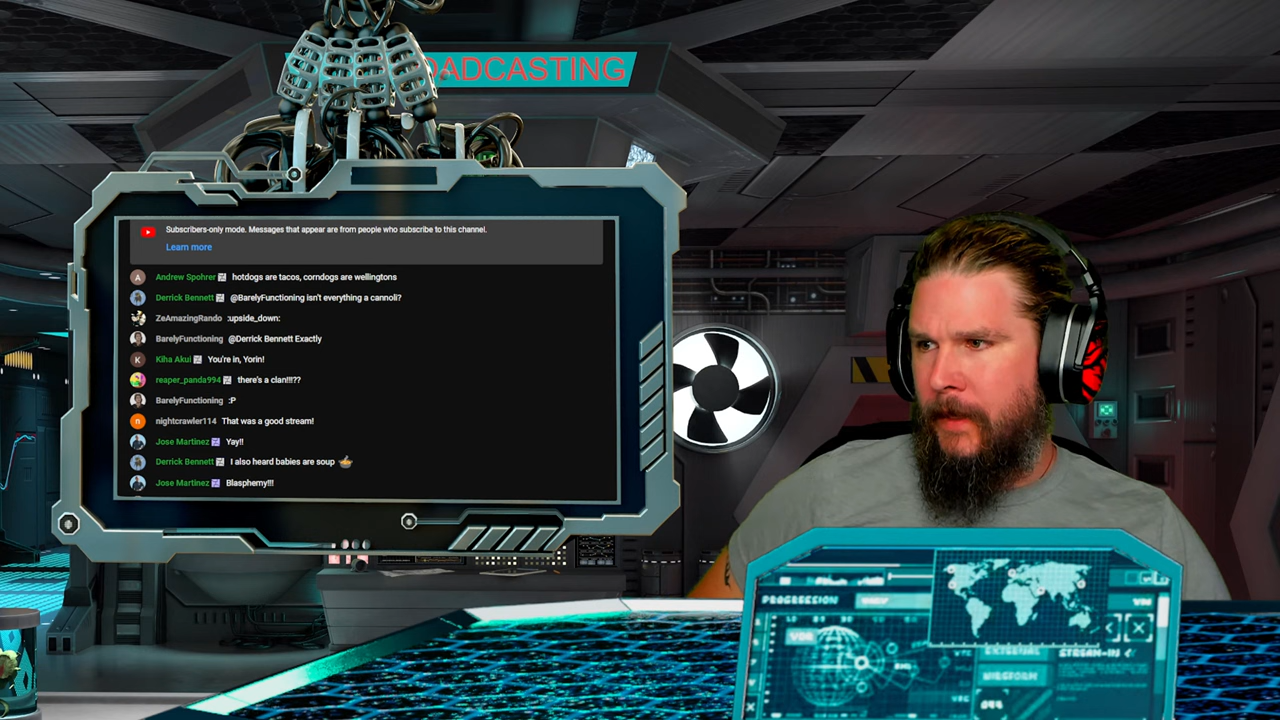 OADCASTING
Subscribers-only mode. Messages that appear are from people who subscribe to this channel.
Learn more
A Andrew Spohrer hotdogs are tacos, corndogs are wellingtons
Derrick Bennett @BarelyFunctioning isn't everything a cannoli?
ZeAmazingRando :upside_down:
BarelyFunctioning @Derrick Bennett Exactly
K Kiha Akui You're in, Yorin!
reaper_panda994 there's a clan!!!??
BarelyFunctioning :P
n nightcrawler114 That was a good stream!
Jose Martinez Yay!!
Derrick Bennett I also heard babies are soup 🍲
Jose Martinez Blasphemy!!!
PROGRESSION
STREAM-IN